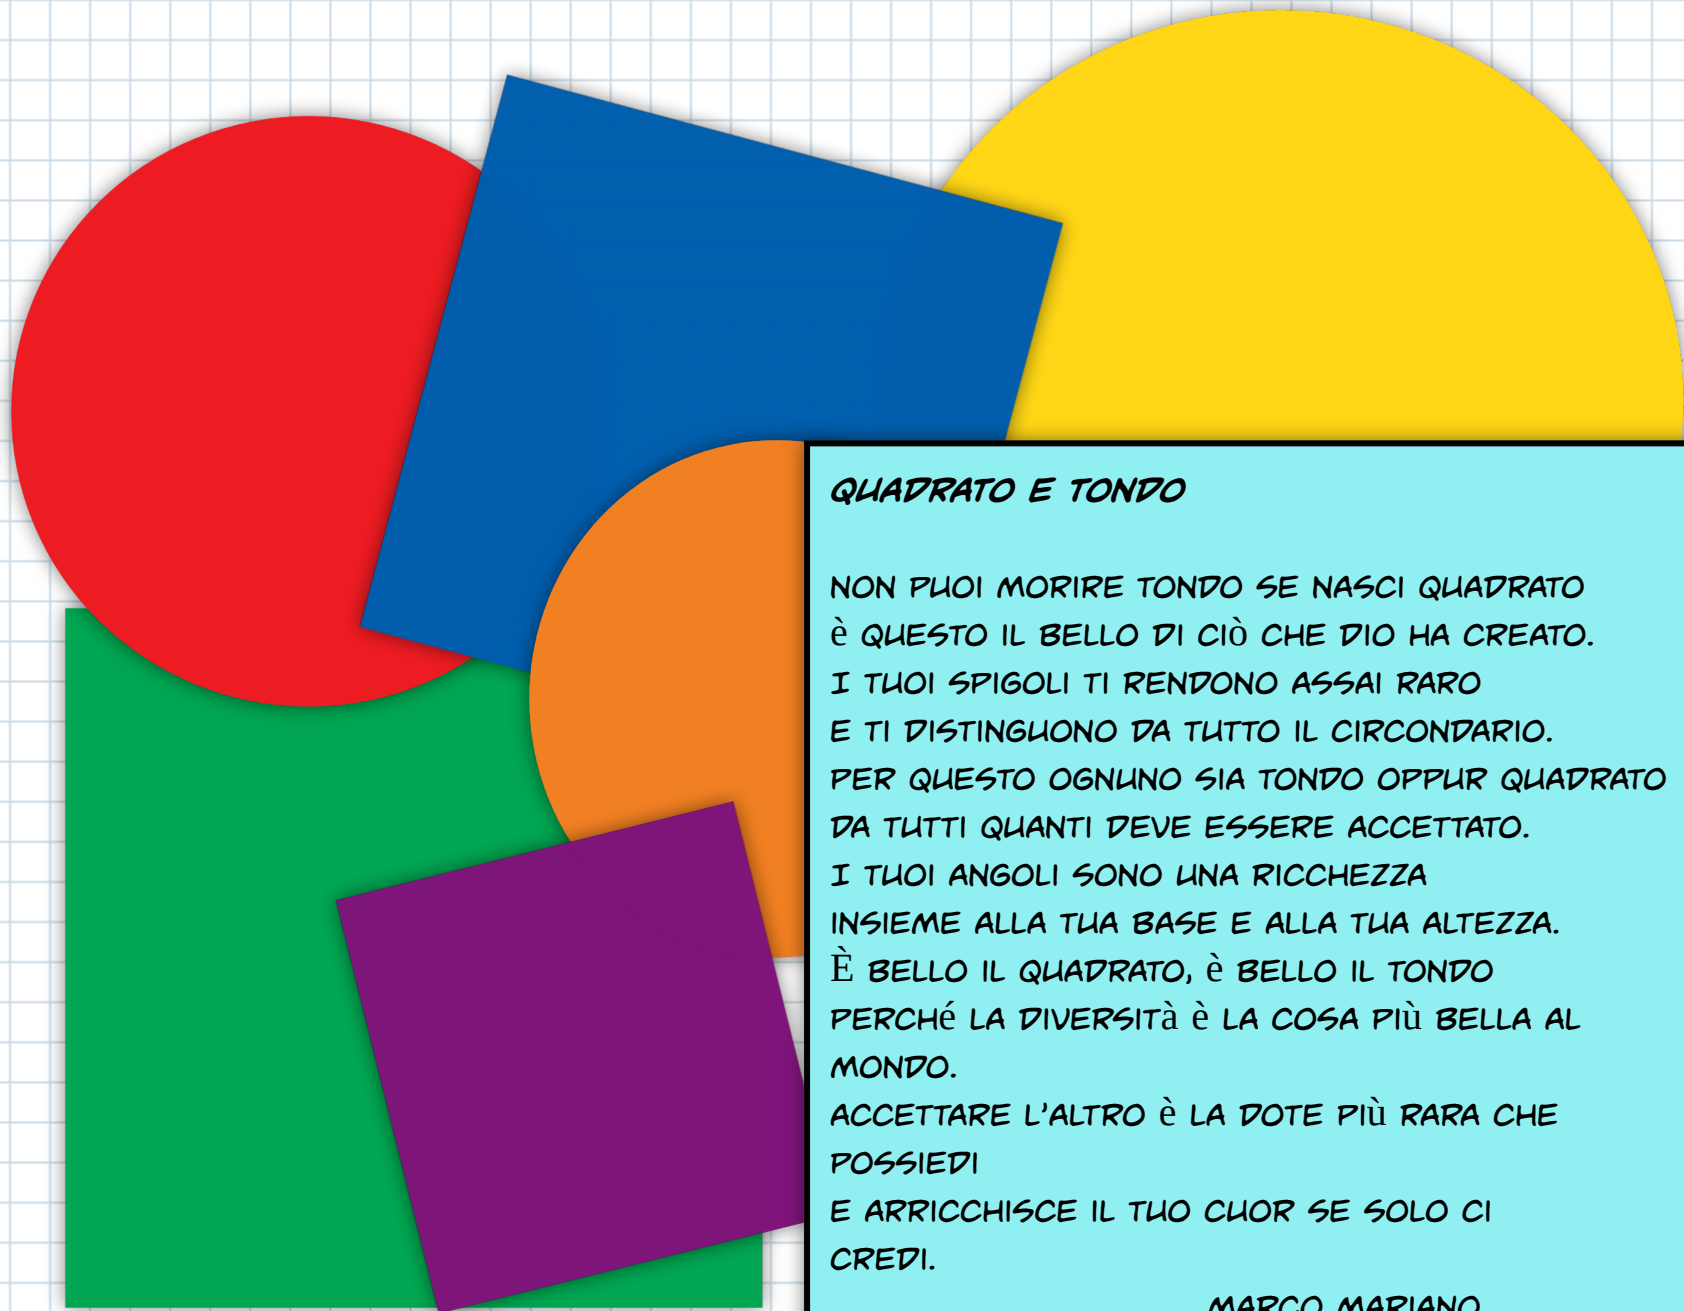 QUADRATO E TONDO
NON PUOI MORIRE TONDO SE NASCI QUADRATO
è QUESTO IL BELLO DI CIò CHE DIO HA CREATO.
I TUOI SPIGOLI TI RENDONO ASSAI RARO
E TI DISTINGUONO DA TUTTO IL CIRCONDARIO.
PER QUESTO OGNUNO SIA TONDO OPPUR QUADRATO
DA TUTTI QUANTI DEVE ESSERE ACCETTATO.
I TUOI ANGOLI SONO UNA RICCHEZZA
INSIEME ALLA TUA BASE E ALLA TUA ALTEZZA.
È BELLO IL QUADRATO, è BELLO IL TONDO
PERCHé LA DIVERSITà è LA COSA PIù BELLA AL
MONDO.
ACCETTARE L'ALTRO è LA DOTE PIù RARA CHE
POSSIEDI
E ARRICCHISCE IL TUO CUOR SE SOLO CI
CREDI.
MARCO MARIANO